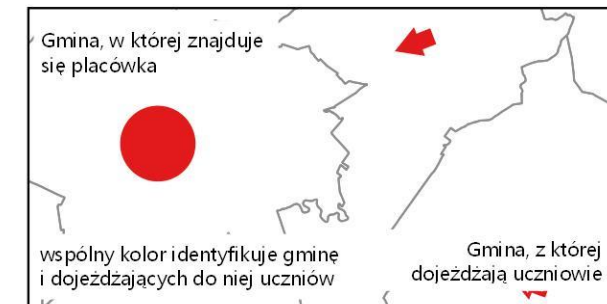 Gmina, w której znajduje
się placówka
wspólny kolor identyfikuje gminę
i dojeżdżających do niej uczniów
Gmina, z której
dojeżdżają uczniowie